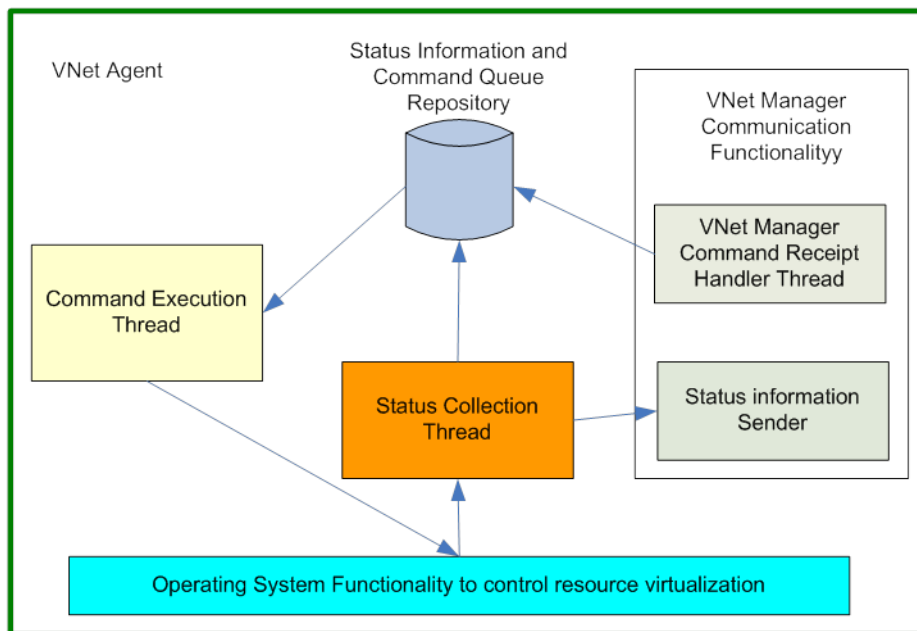 VNet Agent
Status Information and
Command Queue
Repository
VNet Manager
Communication
Functionalityy
VNet Manager
Command Receipt
Handler Thread
Command Execution
Thread
Status Collection
Thread
Status information
Sender
Operating System Functionality to control resource virtualization